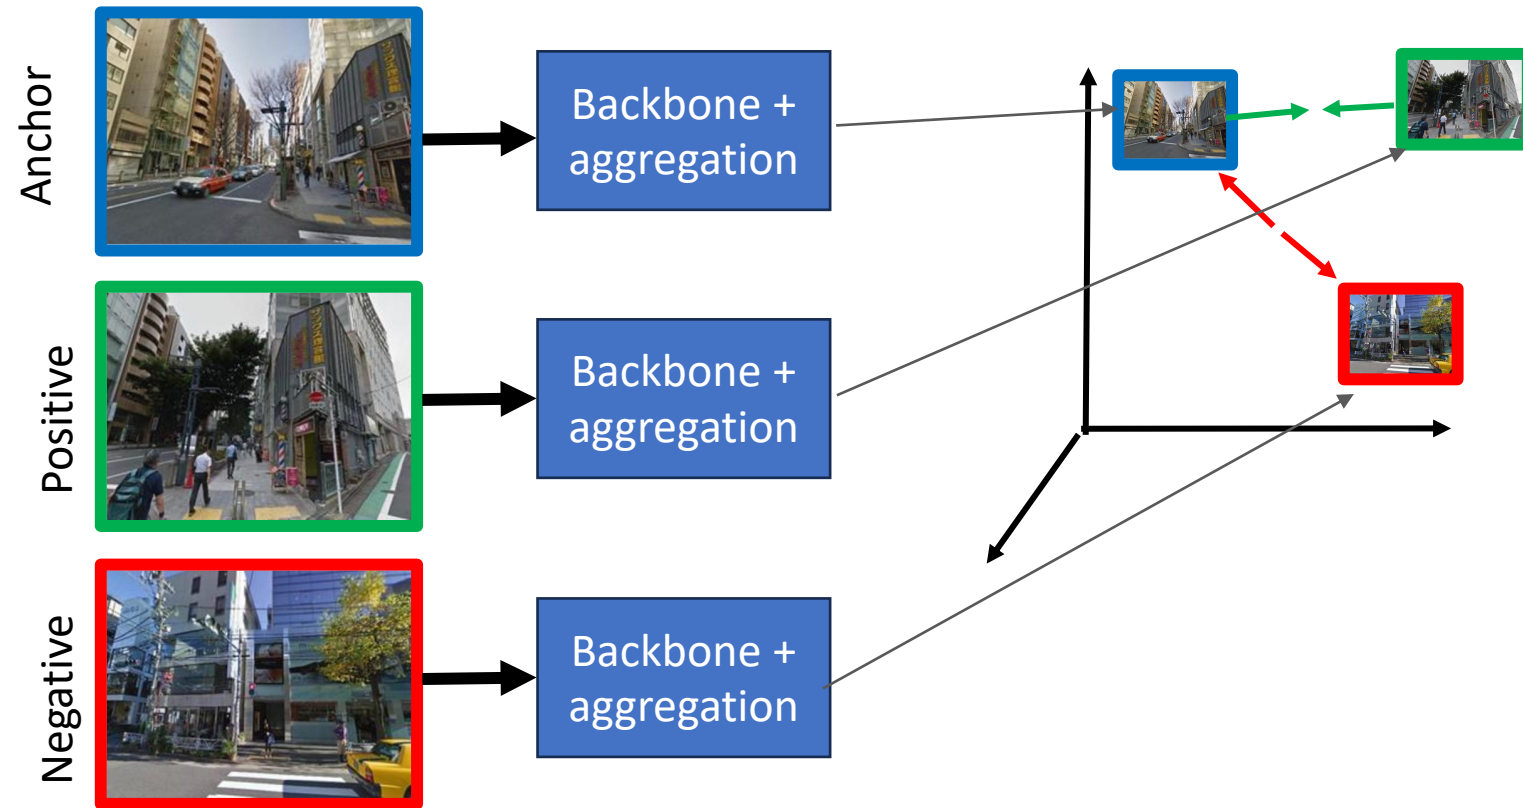 Anchor
Backbone +
aggregation
Positive
Backbone +
aggregation
Negative
Backbone +
aggregation